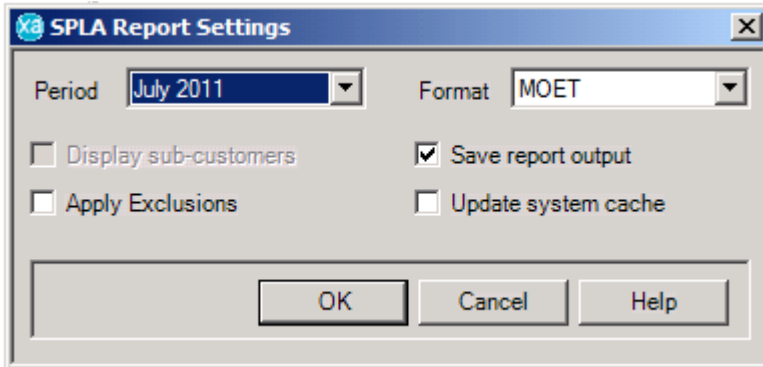 xa SPLA Report Settings
Period July 2011 Format MOET
Display sub-customers Save report output
Apply Exclusions Update system cache
OK Cancel Help